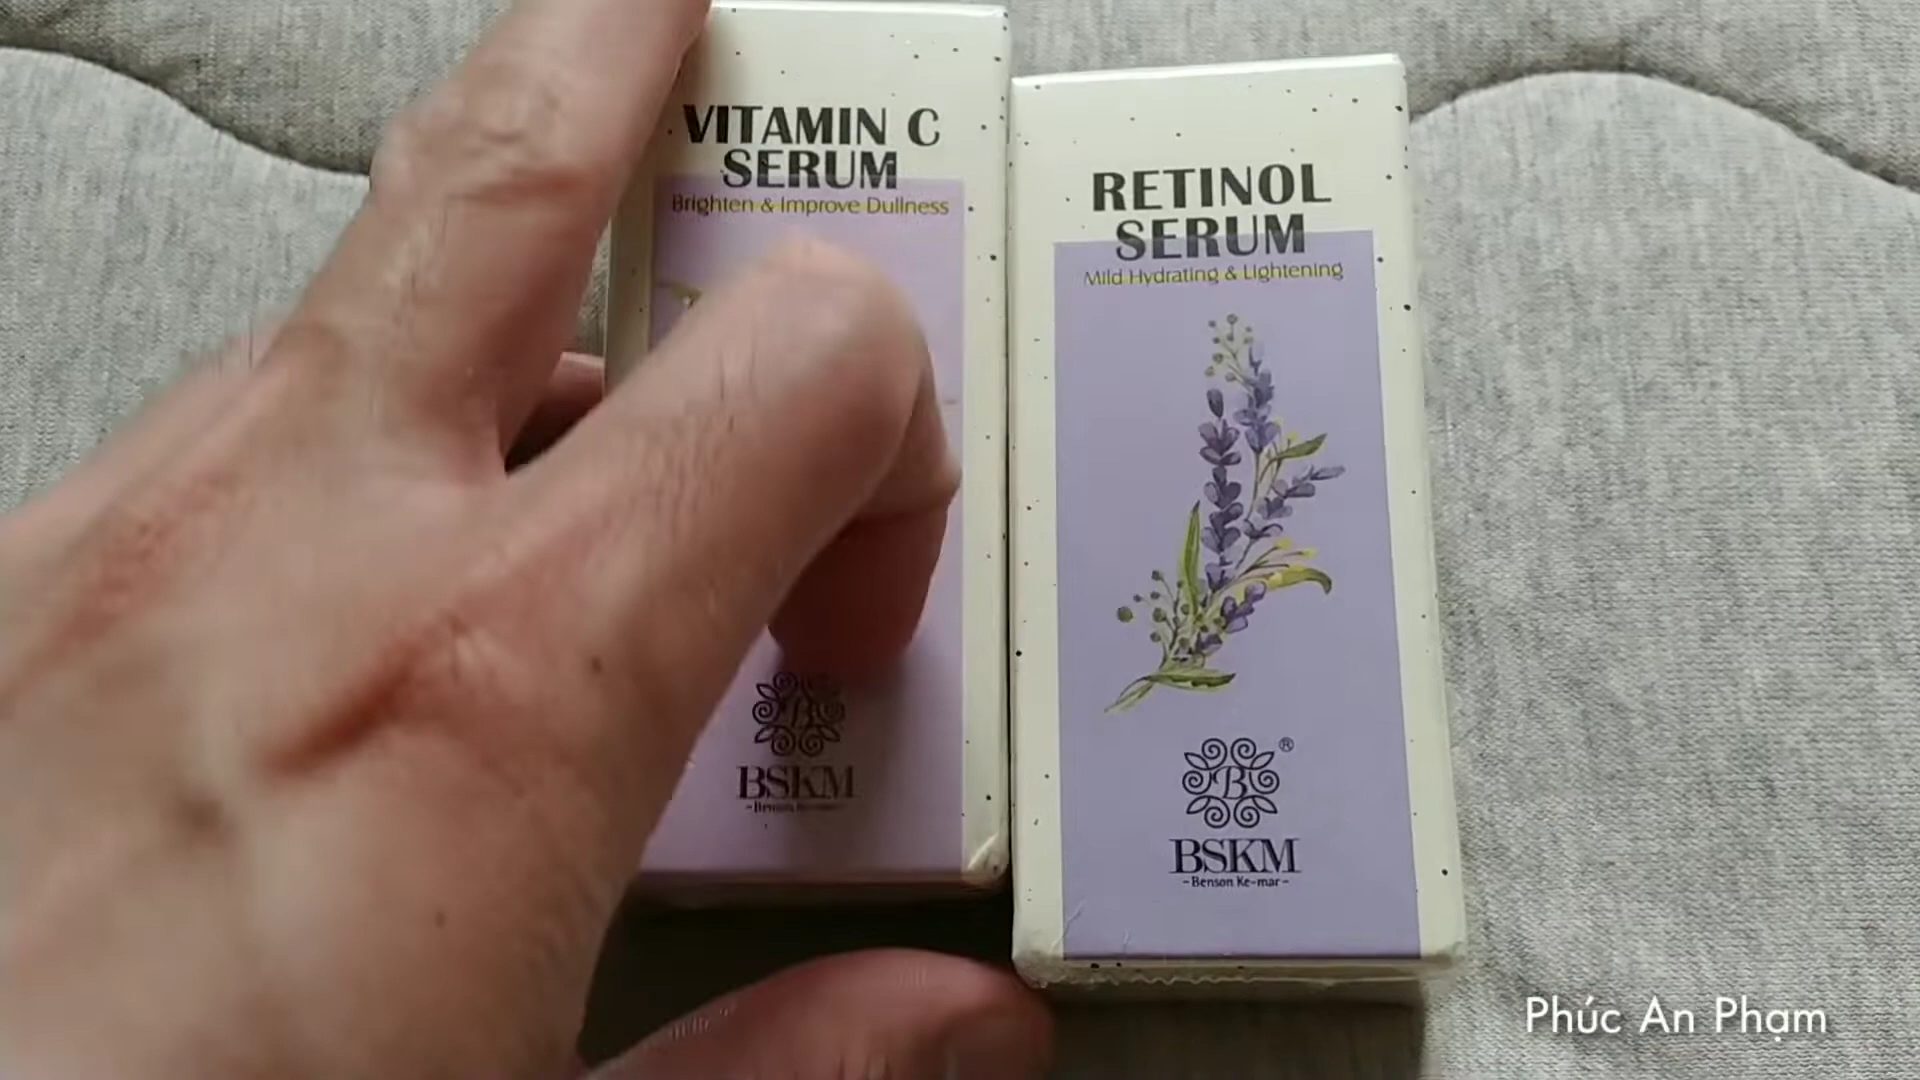 VITAMIN C
SERUM
Brighten & Improve Dullness
BSKM
RETINOL
SERUM
Mild Hydrating & Lightening
B
®
BSKM
-Benson Ke-mar-
Phúc An Phạm